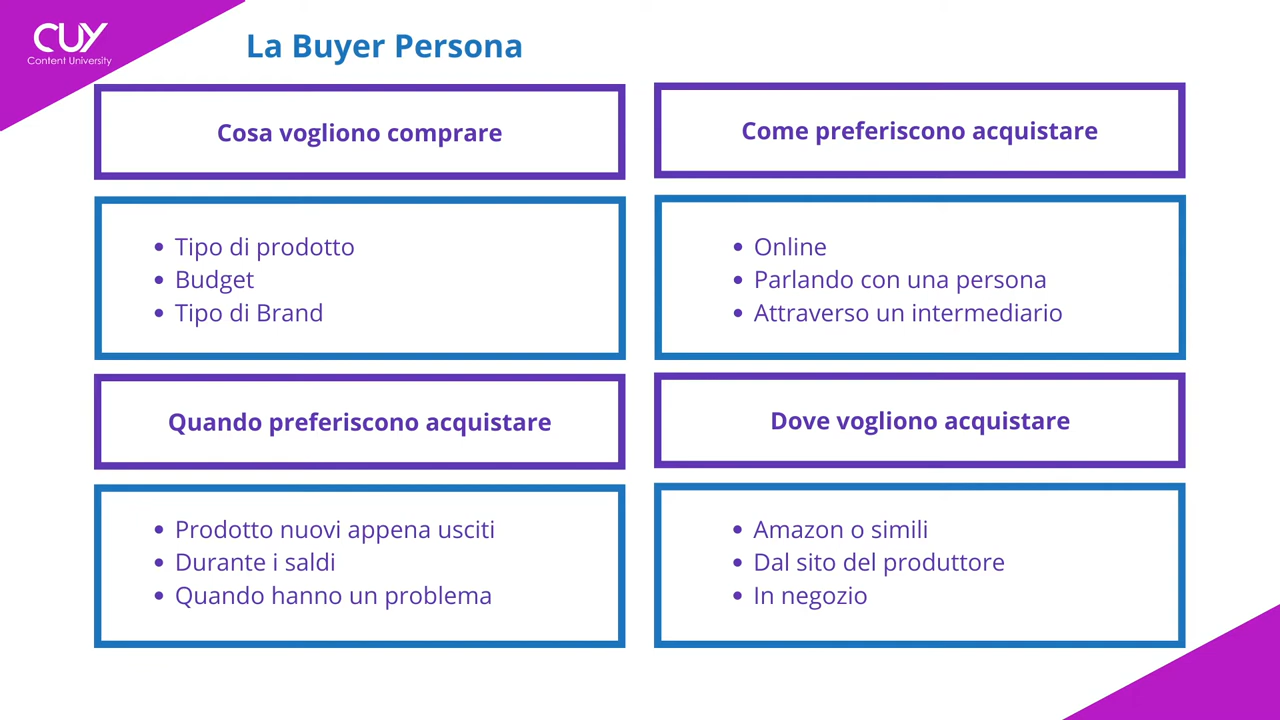 CUY
Content University
La Buyer Persona
Cosa vogliono comprare
• Tipo di prodotto
• Budget
• Tipo di Brand
Come preferiscono acquistare
• Online
• Parlando con una persona
• Attraverso un intermediario
Quando preferiscono acquistare
• Prodotto nuovi appena usciti
• Durante i saldi
• Quando hanno un problema
Dove vogliono acquistare
• Amazon o simili
• Dal sito del produttore
• In negozio